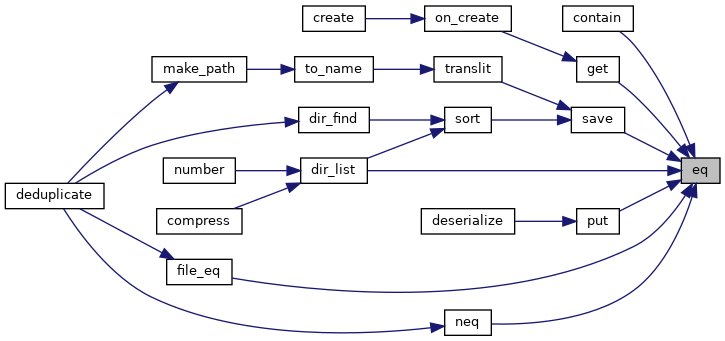 create
on_create
contain
make_path
to_name
translit
get
dir_find
sort
save
number
dir_list
eq
deduplicate
compress
deserialize
put
file_eq
neq